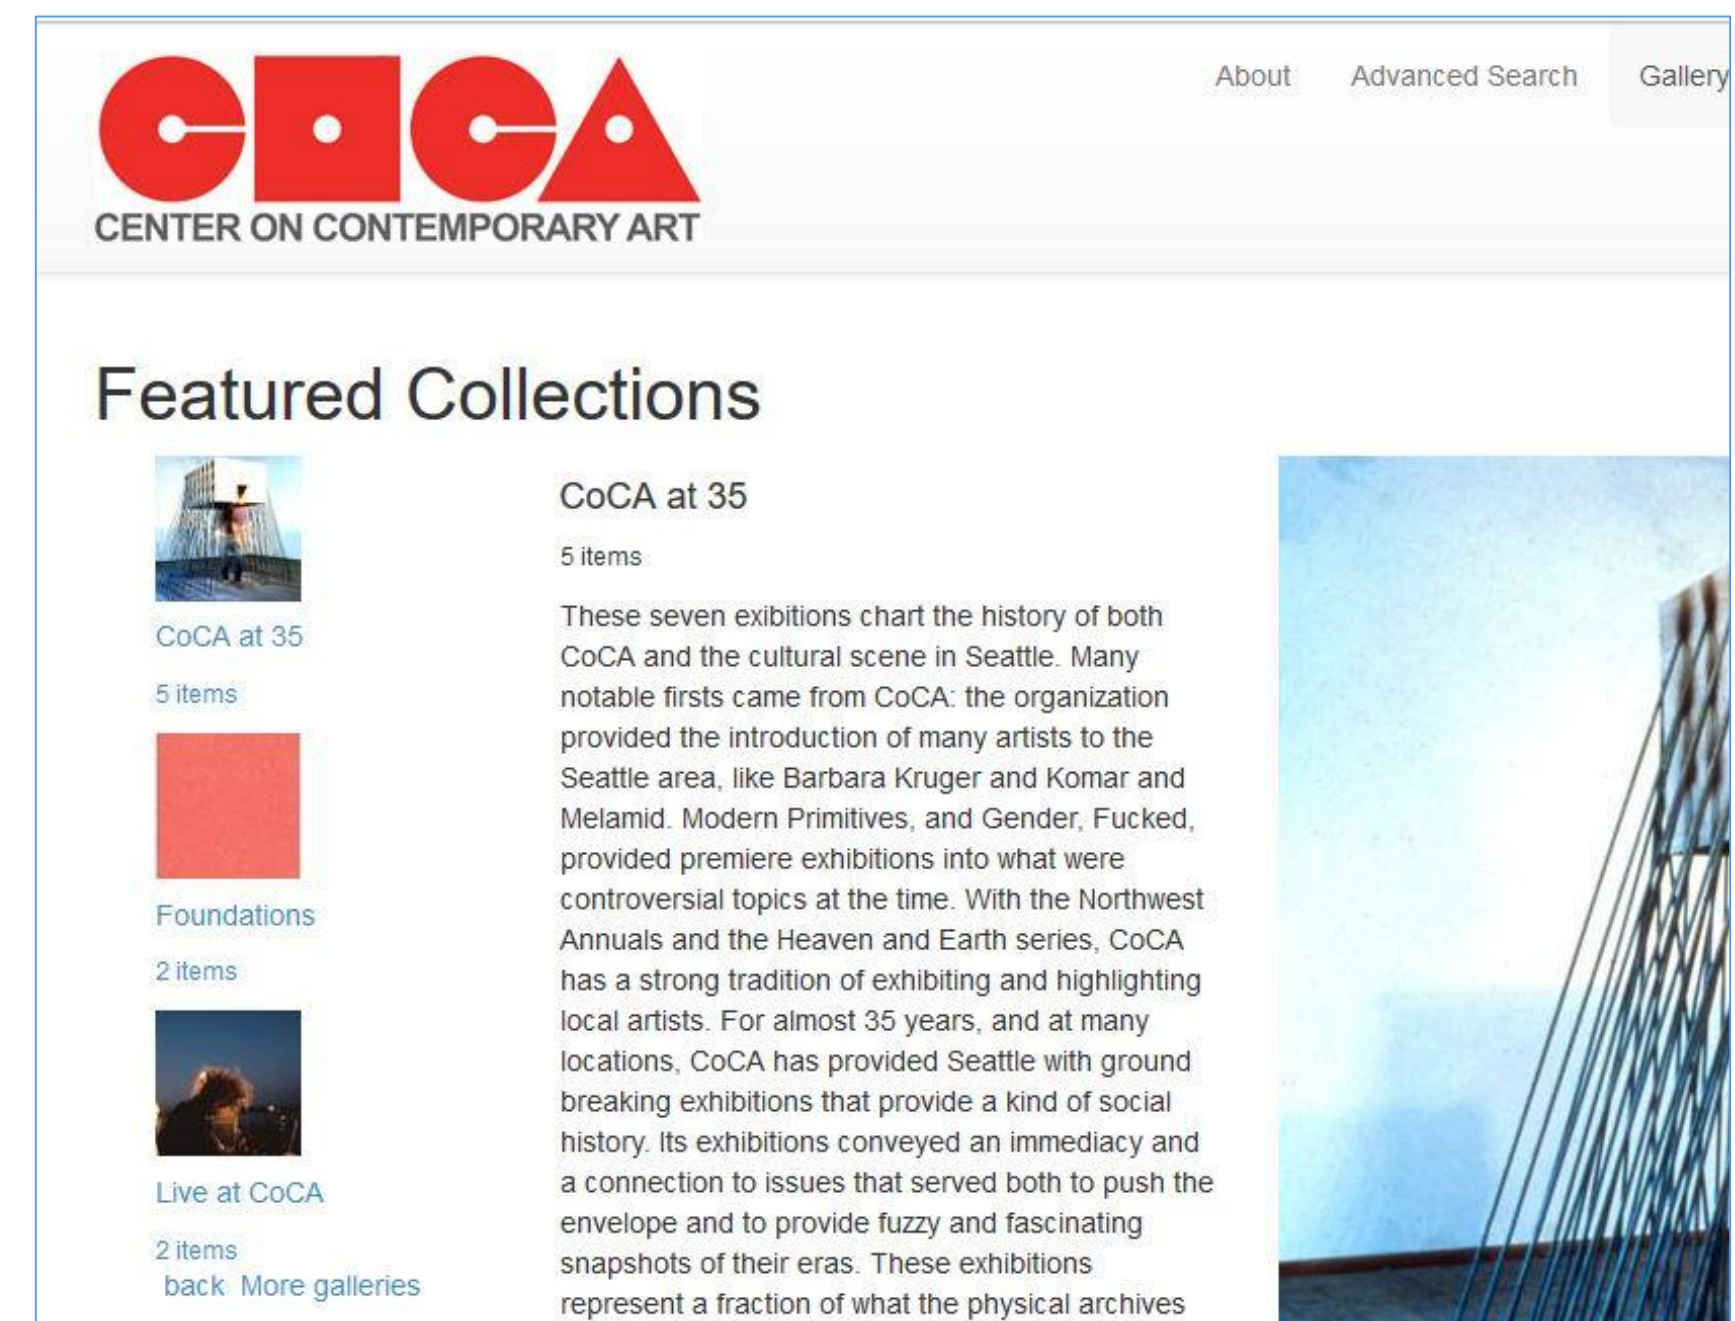 COCA
CENTER ON CONTEMPORARY ART
About Advanced Search Gallery
Featured Collections
CoCA at 35
5 items
Foundations
2 items
Live at CoCA
2 items
back More galleries
CoCA at 35
5 items
These seven exibitions chart the history of both
CoCA and the cultural scene in Seattle. Many
notable firsts came from CoCA: the organization
provided the introduction of many artists to the
Seattle area, like Barbara Kruger and Komar and
Melamid. Modern Primitives, and Gender, Fucked,
provided premiere exhibitions into what were
controversial topics at the time. With the Northwest
Annuals and the Heaven and Earth series, CoCA
has a strong tradition of exhibiting and highlighting
local artists. For almost 35 years, and at many
locations, CoCA has provided Seattle with ground
breaking exhibitions that provide a kind of social
history. Its exhibitions conveyed an immediacy and
a connection to issues that served both to push the
envelope and to provide fuzzy and fascinating
snapshots of their eras. These exhibitions
represent a fraction of what the physical archives